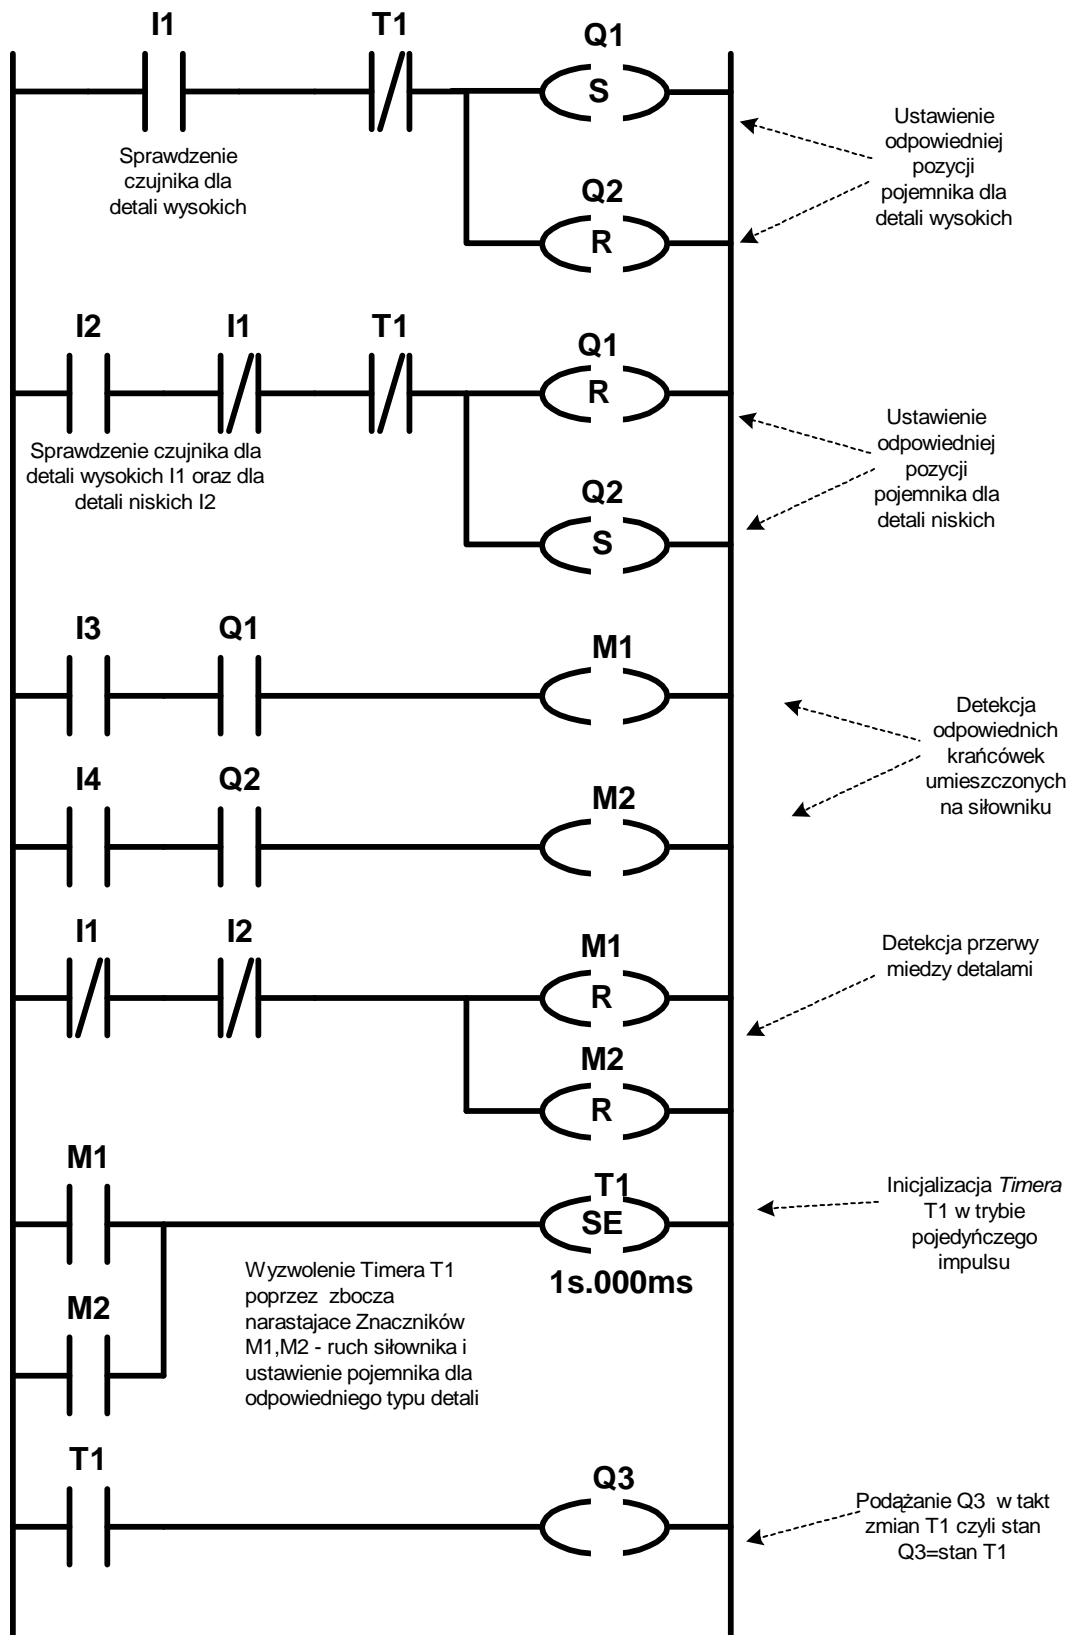 I1 T1 Q1
S
Sprawdzenie
czujnika dla
detali wysokich
Ustawienie
odpowiedniej
pozycji
pojemnika dla
detali wysokich
Q2
R
I2 I1 T1 Q1
R
Sprawdzenie czujnika dla
detali wysokich I1 oraz dla
detali niskich I2
Ustawienie
odpowiedniej
pozycji
pojemnika dla
detali niskich
Q2
S
I3 Q1 M1
Detekcja
odpowiednich
krańcówek
umieszczonych
na siłowniku
I4 Q2 M2
I1 I2 M1
R
Detekcja przerwy
miedzy detalami
M2
R
M1 T1
SE
1s.000ms
Inicjalizacja Timera
T1 w trybie
pojedyńczego
impulsu
M2
Wyzwolenie Timera T1
poprzez zbocza
narastajace Znaczników
M1,M2 - ruch siłownika i
ustawienie pojemnika dla
odpowiedniego typu detali
T1 Q3
Podążanie Q3 w takt
zmian T1 czyli stan
Q3=stan T1